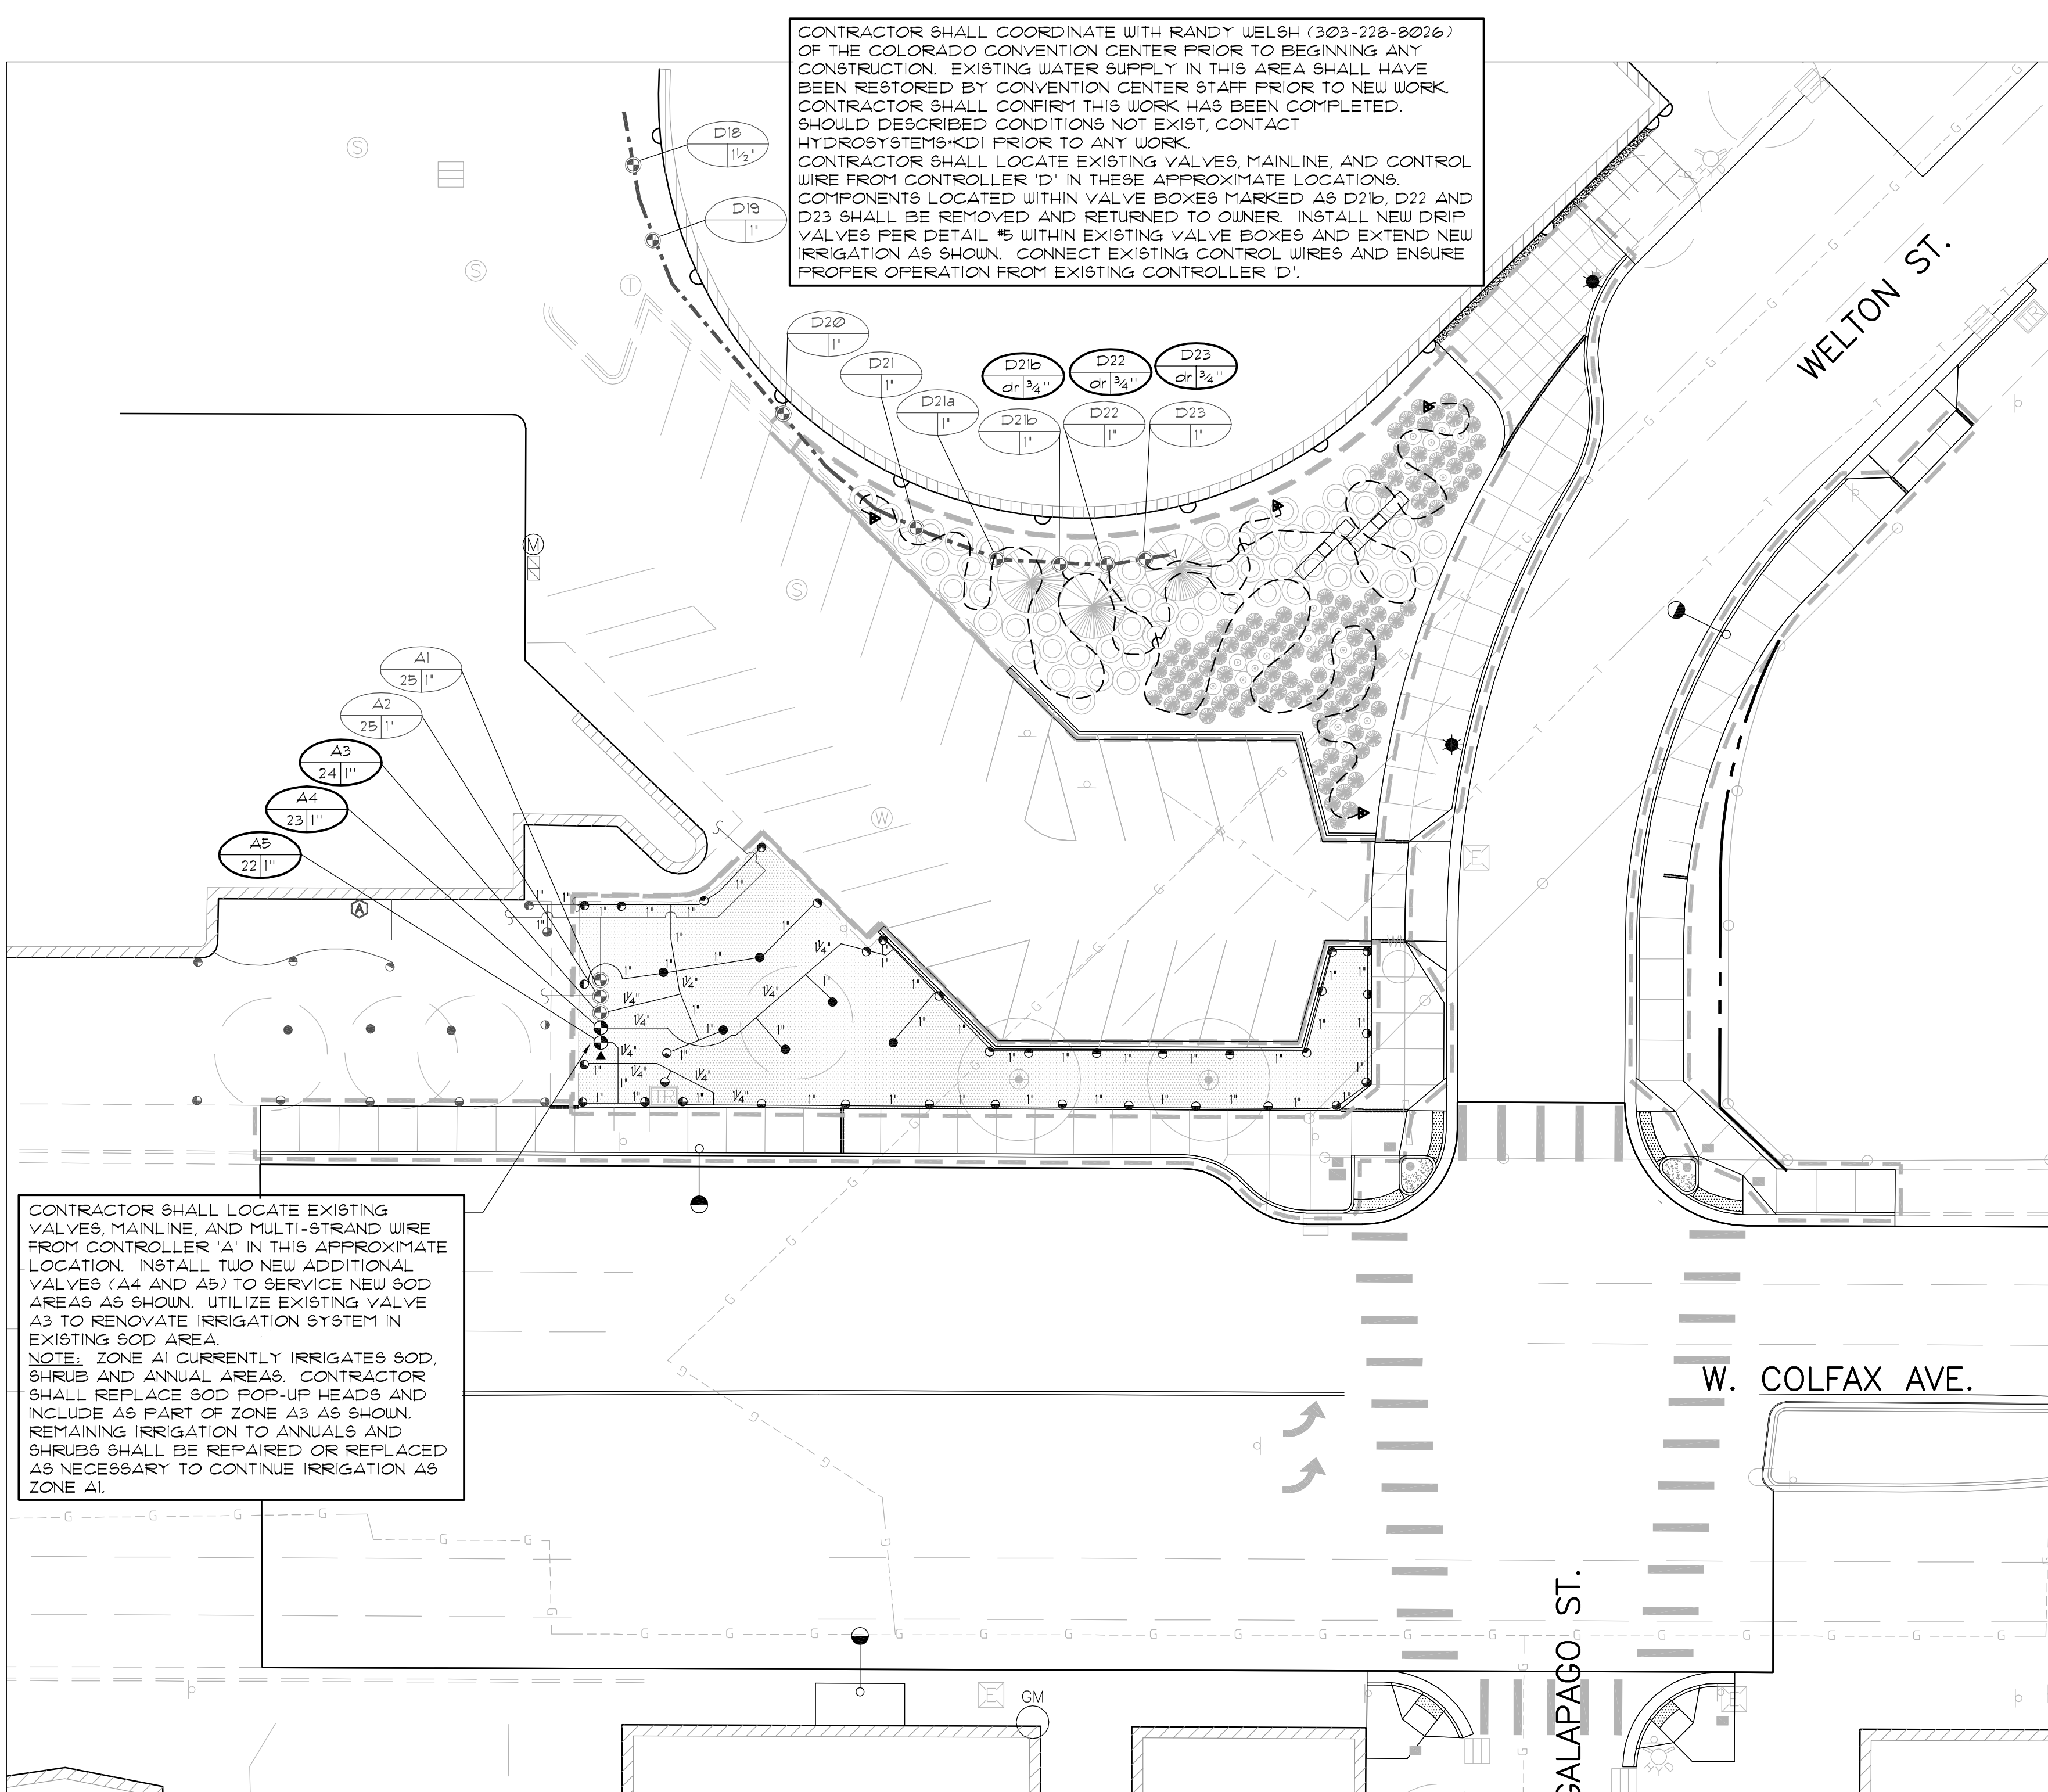 CONTRACTOR SHALL COORDINATE WITH RANDY WELSH (303-228-8026)
OF THE COLORADO CONVENTION CENTER PRIOR TO BEGINNING ANY
CONSTRUCTION. EXISTING WATER SUPPLY IN THIS AREA SHALL HAVE
BEEN RESTORED BY CONVENTION CENTER STAFF PRIOR TO NEW WORK.
CONTRACTOR SHALL CONFIRM THIS WORK HAS BEEN COMPLETED.
SHOULD DESCRIBED CONDITIONS NOT EXIST, CONTACT
HYDROSYSTEMS*KDI PRIOR TO ANY WORK.
CONTRACTOR SHALL LOCATE EXISTING VALVES, MAINLINE, AND CONTROL
WIRE FROM CONTROLLER 'D' IN THESE APPROXIMATE LOCATIONS.
COMPONENTS LOCATED WITHIN VALVE BOXES MARKED AS D21b, D22 AND
D23 SHALL BE REMOVED AND RETURNED TO OWNER. INSTALL NEW DRIP
VALVES PER DETAIL #5 WITHIN EXISTING VALVE BOXES AND EXTEND NEW
IRRIGATION AS SHOWN. CONNECT EXISTING CONTROL WIRES AND ENSURE
PROPER OPERATION FROM EXISTING CONTROLLER 'D'.
D18
1½"
D19
1"
WELTON ST.
D20
1"
D21
1"
D21a
1"
D21b
dr ¾"
D22
dr ¾"
D23
dr ¾"
D21b
1"
D22
1"
D23
1"
M
A1
25 1"
A2
25 1"
A3
24 1"
A4
23 1"
A5
22 1"
A
CONTRACTOR SHALL LOCATE EXISTING
VALVES, MAINLINE, AND MULTI-STRAND WIRE
FROM CONTROLLER 'A' IN THIS APPROXIMATE
LOCATION. INSTALL TWO NEW ADDITIONAL
VALVES (A4 AND A5) TO SERVICE NEW SOD
AREAS AS SHOWN. UTILIZE EXISTING VALVE
A3 TO RENOVATE IRRIGATION SYSTEM IN
EXISTING SOD AREA.
NOTE: ZONE A1 CURRENTLY IRRIGATES SOD,
SHRUB AND ANNUAL AREAS. CONTRACTOR
SHALL REPLACE SOD POP-UP HEADS AND
INCLUDE AS PART OF ZONE A3 AS SHOWN.
REMAINING IRRIGATION TO ANNUALS AND
SHRUBS SHALL BE REPAIRED OR REPLACED
AS NECESSARY TO CONTINUE IRRIGATION AS
ZONE A1.
W. COLFAX AVE.
GALAPAGO ST.
GM